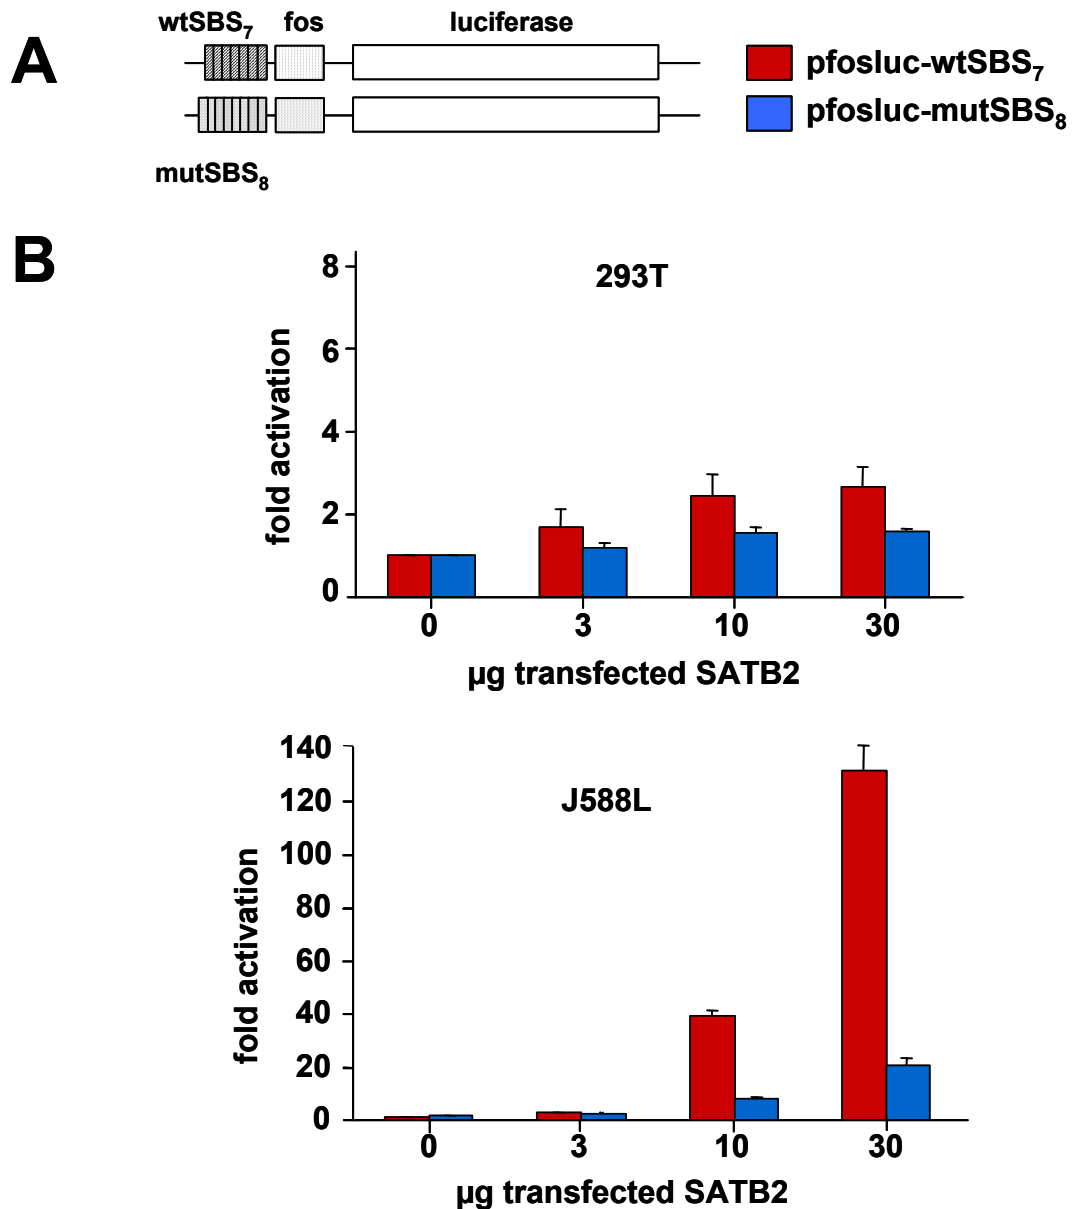 A
wtSBS7 fos luciferase
mutSBS8
pfosluc-wtSBS7
pfosluc-mutSBS8
B
293T
fold activation
8
6
4
2
0
0 3 10 30
µg transfected SATB2
J588L
fold activation
140
120
100
80
60
40
20
0
0 3 10 30
µg transfected SATB2